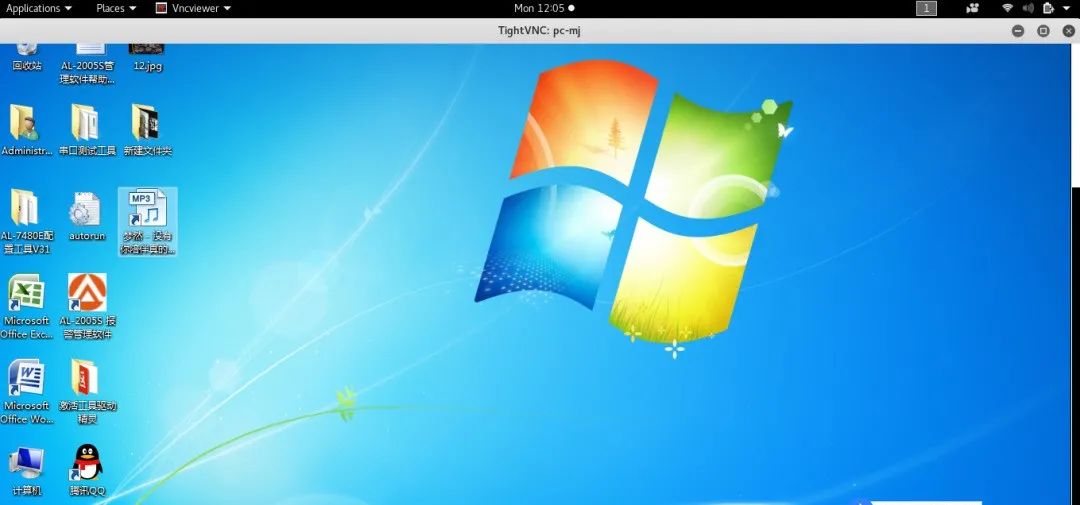 Applications
Places
Vncviewer
Mon 12:05
1
TightVNC: pc-mj
回收站
AL-2005S管
理软件帮助...
12.jpg
Administr...
串口测试工具
新建文件夹
AL-7480E配
置工具V31
autorun
MP3
梦然 - 没有
你陪伴真的...
Microsoft
Office Exc...
AL-2005S 接
警管理软件
Microsoft
Office Wo...
激活工具驱动
精灵
计算机
腾讯QQ